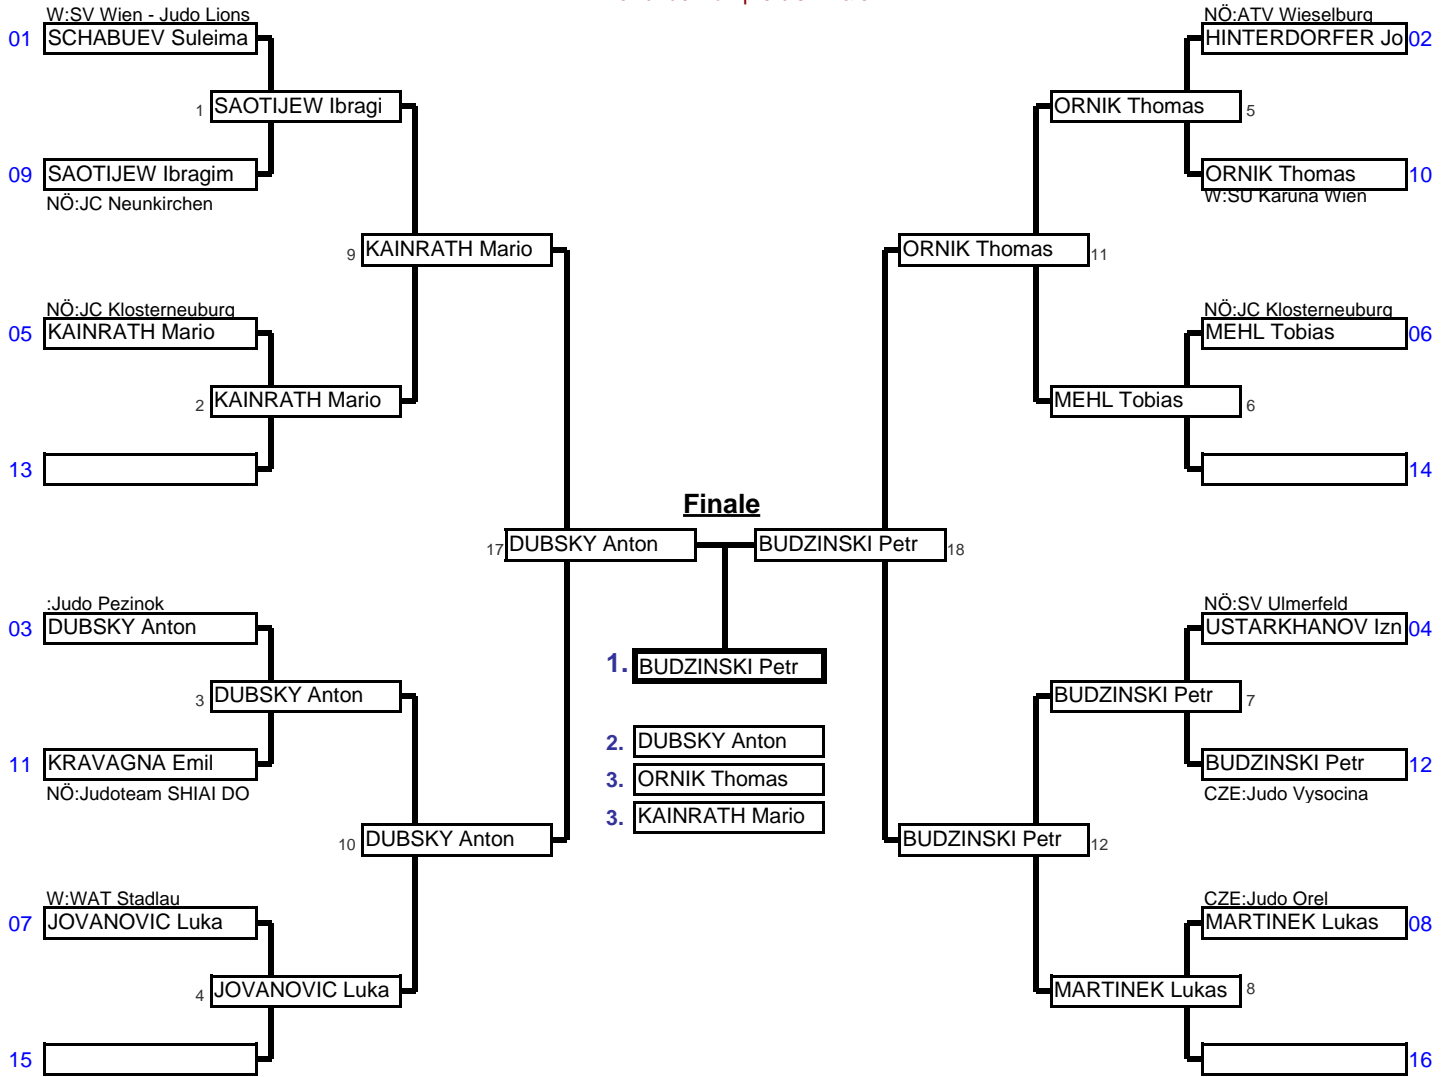 W:SV Wien - Judo Lions
01 SCHABUEV Suleima
1 SAOTIJEW Ibragi
09 SAOTIJEW Ibragim
NÖ:JC Neunkirchen
9 KAINRATH Mario
NÖ:JC Klosterneuburg
05 KAINRATH Mario
2 KAINRATH Mario
13
17 DUBSKY Anton
:Judo Pezinok
03 DUBSKY Anton
3 DUBSKY Anton
11 KRAVAGNA Emil
NÖ:Judoteam SHIAI DO
10 DUBSKY Anton
W:WAT Stadlau
07 JOVANOVIC Luka
4 JOVANOVIC Luka
15
Finale
1. BUDZINSKI Petr
2. DUBSKY Anton
3. ORNIK Thomas
3. KAINRATH Mario
NÖ:ATV Wieselburg
HINTERDORFER Jo 02
ORNIK Thomas 5
ORNIK Thomas 10
W:SU Karuna Wien
ORNIK Thomas 11
NÖ:JC Klosterneuburg
MEHL Tobias 06
MEHL Tobias 6
14
BUDZINSKI Petr 18
NÖ:SV Ulmerfeld
USTARKHANOV Izn 04
BUDZINSKI Petr 7
BUDZINSKI Petr 12
CZE:Judo Vysocina
BUDZINSKI Petr 12
CZE:Judo Orel
MARTINEK Lukas 08
MARTINEK Lukas 8
16